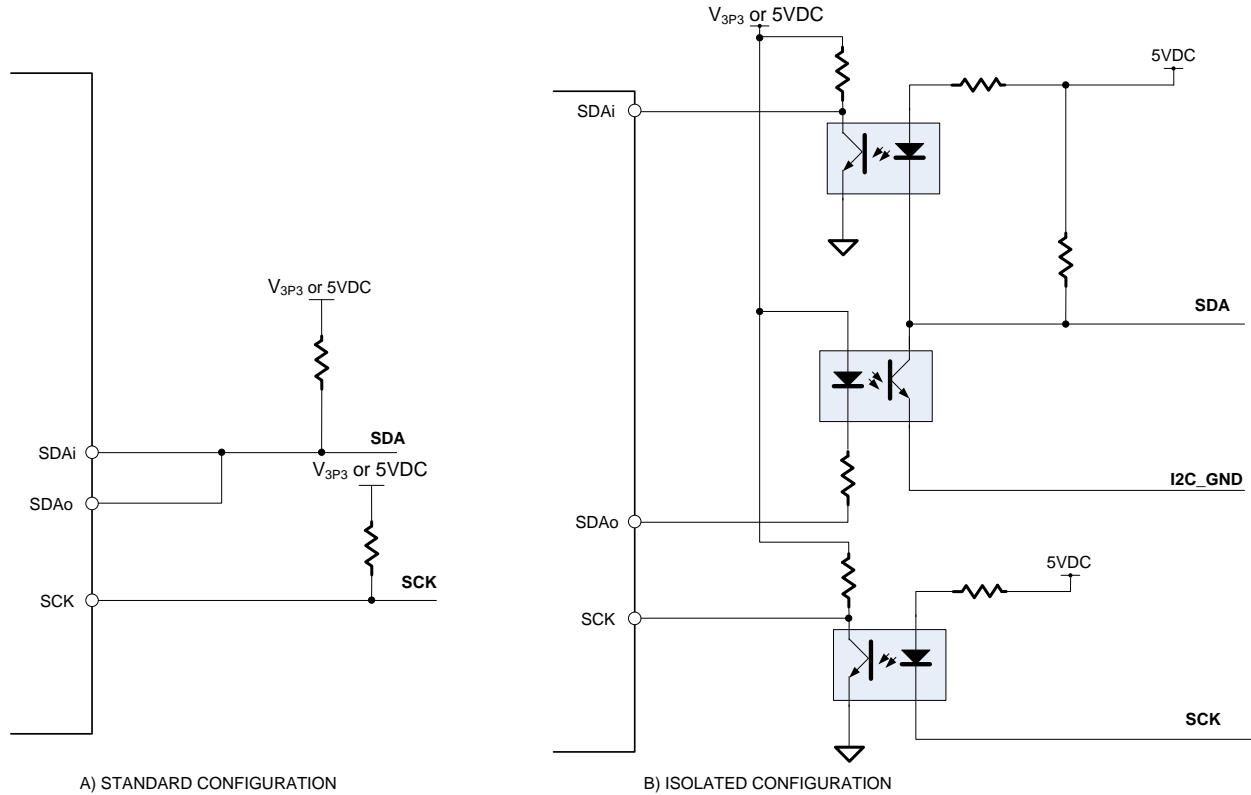 V3P3 or 5VDC
SDAi
SDAo
SCK
SDA
V3P3 or 5VDC
SCK
A) STANDARD CONFIGURATION
V3P3 or 5VDC
5VDC
SDAi
SDA
I2C_GND
SDAo
5VDC
SCK
SCK
B) ISOLATED CONFIGURATION